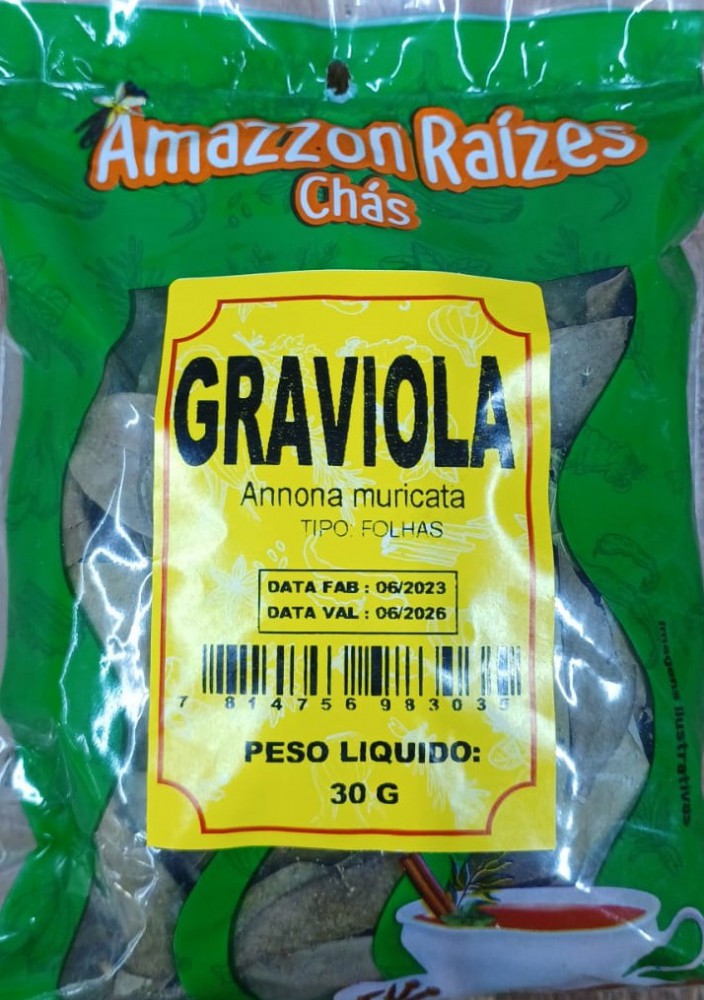 Amazzon Raízes
Chás
GRAVIOLA
Annona muricata
TIPO: FOLHAS
DATA FAB : 06/2023
DATA VAL : 06/2026
7 814756 983035
PESO LIQUIDO:
30 G
Imagens ilustrativas